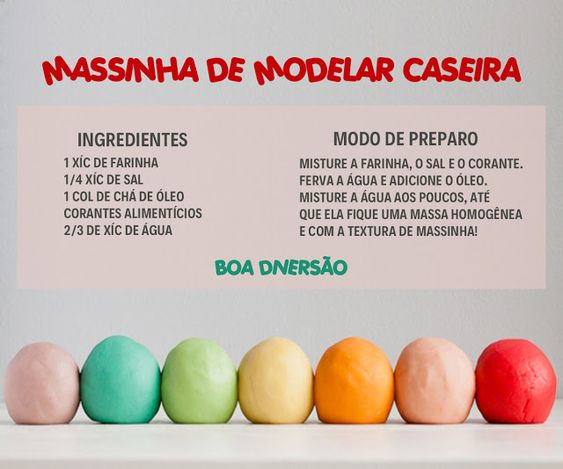 MASSINHA DE MODELAR CASEIRA
INGREDIENTES
1 XÍC DE FARINHA
1/4 XÍC DE SAL
1 COL DE CHÁ DE ÓLEO
CORANTES ALIMENTÍCIOS
2/3 DE XÍC DE ÁGUA
MODO DE PREPARO
MISTURE A FARINHA, O SAL E O CORANTE.
FERVA A ÁGUA E ADICIONE O ÓLEO.
MISTURE A ÁGUA AOS POUCOS, ATÉ
QUE ELA FIQUE UMA MASSA HOMOGÊNEA
E COM A TEXTURA DE MASSINHA!
BOA DNERSÃO